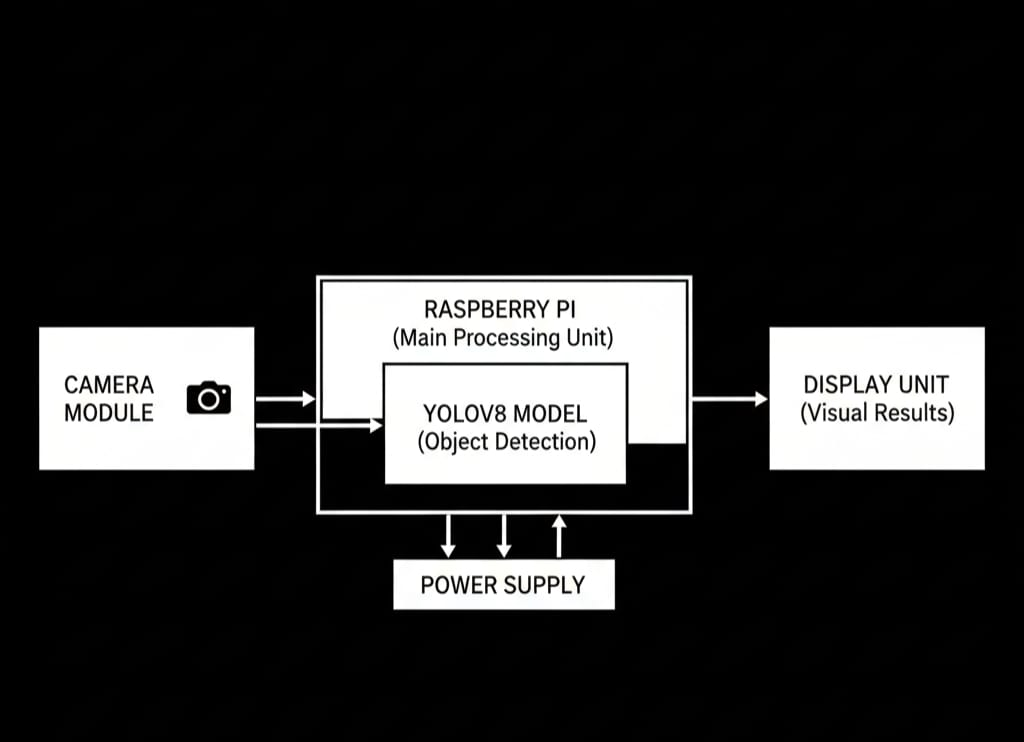 RASPBERRY PI
(Main Processing Unit)
CAMERA
MODULE
YOLOV8 MODEL
(Object Detection)
DISPLAY UNIT
(Visual Results)
POWER SUPPLY